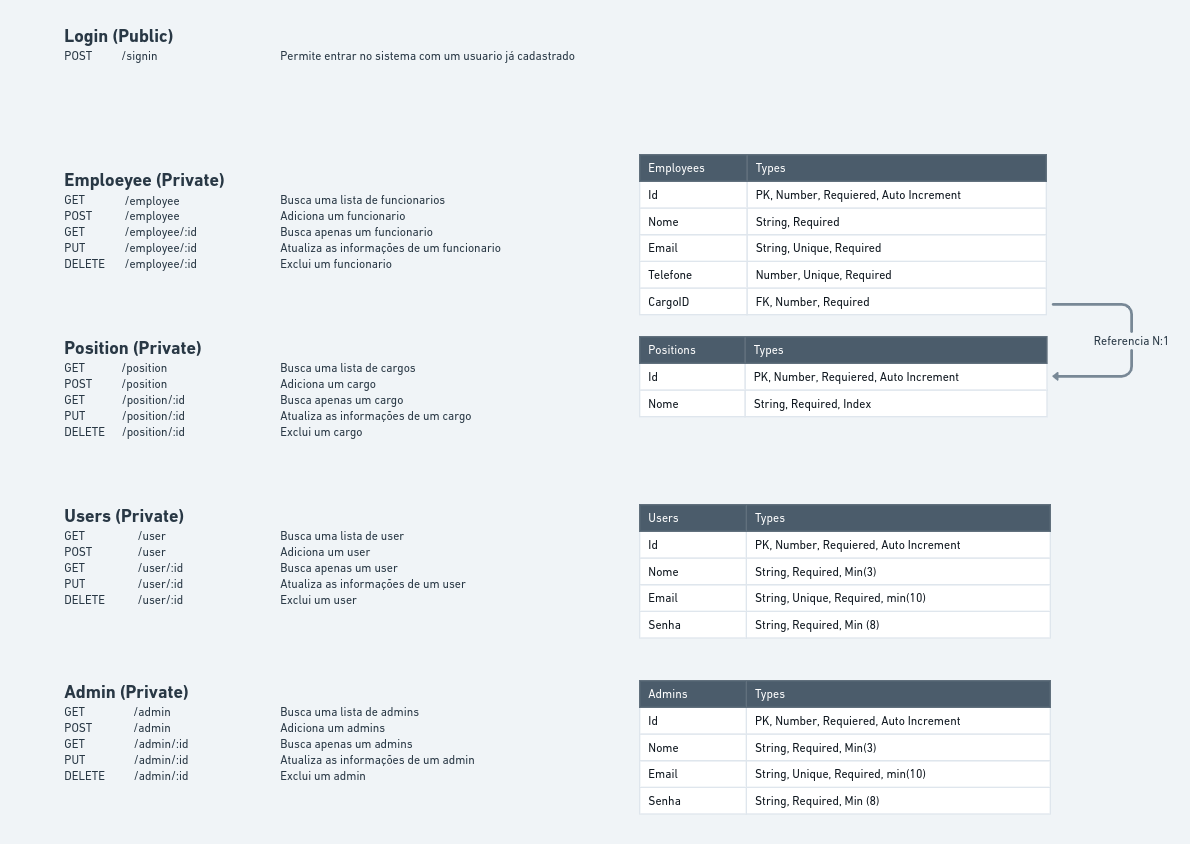 Login (Public)
POST /signin Permite entrar no sistema com um usuario já cadastrado
Emploeyee (Private)
GET /employee Busca uma lista de funcionarios
POST /employee Adiciona um funcionario
GET /employee/:id Busca apenas um funcionario
PUT /employee/:id Atualiza as informações de um funcionario
DELETE /employee/:id Exclui um funcionario
Employees Types
Id PK, Number, Requiered, Auto Increment
Nome String, Required
Email String, Unique, Required
Telefone Number, Unique, Required
CargoID FK, Number, Required
Referencia N:1
Position (Private)
GET /position Busca uma lista de cargos
POST /position Adiciona um cargo
GET /position/:id Busca apenas um cargo
PUT /position/:id Atualiza as informações de um cargo
DELETE /position/:id Exclui um cargo
Positions Types
Id PK, Number, Requiered, Auto Increment
Nome String, Required, Index
Users (Private)
GET /user Busca uma lista de user
POST /user Adiciona um user
GET /user/:id Busca apenas um user
PUT /user/:id Atualiza as informações de um user
DELETE /user/:id Exclui um user
Users Types
Id PK, Number, Requiered, Auto Increment
Nome String, Required, Min(3)
Email String, Unique, Required, min(10)
Senha String, Required, Min (8)
Admin (Private)
GET /admin Busca uma lista de admins
POST /admin Adiciona um admins
GET /admin/:id Busca apenas um admins
PUT /admin/:id Atualiza as informações de um admin
DELETE /admin/:id Exclui um admin
Admins Types
Id PK, Number, Requiered, Auto Increment
Nome String, Required, Min(3)
Email String, Unique, Required, min(10)
Senha String, Required, Min (8)